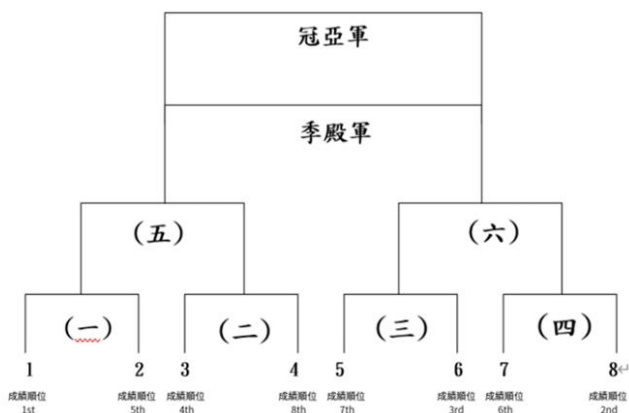 冠亞軍
季殿軍
(五) (六)
(一) (二) (三) (四)
1 2 3 4 5 6 7 8↵
成績順位 成績順位 成績順位 成績順位 成績順位 成績順位 成績順位 成績順位
1st 5th 4th 8th 7th 3rd 6th 2nd